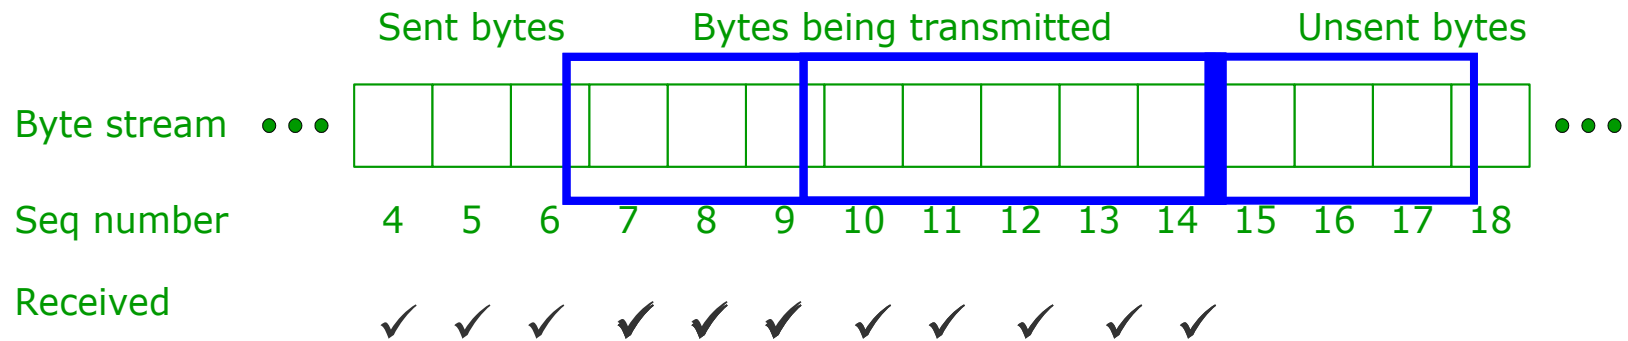 Sent bytes Bytes being transmitted Unsent bytes
Byte stream
Seq number 4 5 6 7 8 9 10 11 12 13 14 15 16 17 18
Received